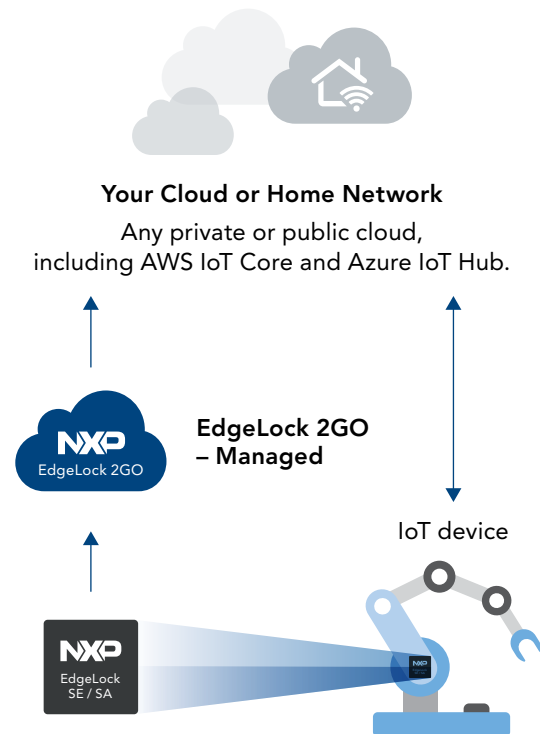 Your Cloud or Home Network
Any private or public cloud,
including AWS IoT Core and Azure IoT Hub.
NXP
EdgeLock 2GO
EdgeLock 2GO
– Managed
IoT device
NXP
EdgeLock
SE / SA
NXP